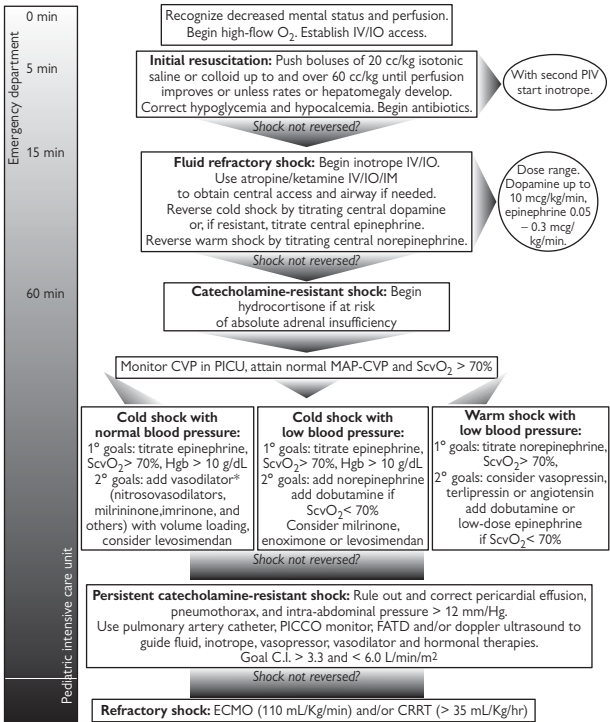 0 min
Recognize decreased mental status and perfusion.
Begin high-flow O2. Establish IV/IO access.
Emergency department
5 min
Initial resuscitation: Push boluses of 20 cc/kg isotonic
saline or colloid up to and over 60 cc/kg until perfusion
improves or unless rates or hepatomegaly develop.
Correct hypoglycemia and hypocalcemia. Begin antibiotics.
With second PIV
start inotrope.
Shock not reversed?
15 min
Fluid refractory shock: Begin inotrope IV/IO.
Use atropine/ketamine IV/IO/IM
to obtain central access and airway if needed.
Reverse cold shock by titrating central dopamine
or, if resistant, titrate central epinephrine.
Reverse warm shock by titrating central norepinephrine.
Dose range.
Dopamine up to
10 mcg/kg/min,
epinephrine 0.05
– 0.3 mcg/
kg/min.
Shock not reversed?
60 min
Catecholamine-resistant shock: Begin
hydrocortisone if at risk
of absolute adrenal insufficiency
Monitor CVP in PICU, attain normal MAP-CVP and ScvO2 > 70%
Cold shock with
normal blood pressure:
1° goals: titrate epinephrine,
ScvO2> 70%, Hgb > 10 g/dL
2° goals: add vasodilator*
(nitrosovasodilators,
milrininone,imrinone, and
others) with volume loading,
consider levosimendan
Cold shock with
low blood pressure:
1° goals: titrate epinephrine,
ScvO2> 70%, Hgb > 10 g/dL
2° goals: add norepinephrine
add dobutamine if
ScvO2< 70%
Consider milrinone,
enoximone or levosimendan
Warm shock with
low blood pressure:
1° goals: titrate norepinephrine,
ScvO2> 70%,
2° goals: consider vasopressin,
terlipressin or angiotensin
add dobutamine or
low-dose epinephrine
if ScvO2< 70%
Shock not reversed?
Pediatric intensive care unit
Persistent catecholamine-resistant shock: Rule out and correct pericardial effusion,
pneumothorax, and intra-abdominal pressure > 12 mm/Hg.
Use pulmonary artery catheter, PICCO monitor, FATD and/or doppler ultrasound to
guide fluid, inotrope, vasopressor, vasodilator and hormonal therapies.
Goal C.I. > 3.3 and < 6.0 L/min/m2
Shock not reversed?
Refractory shock: ECMO (110 mL/Kg/min) and/or CRRT (> 35 mL/Kg/hr)